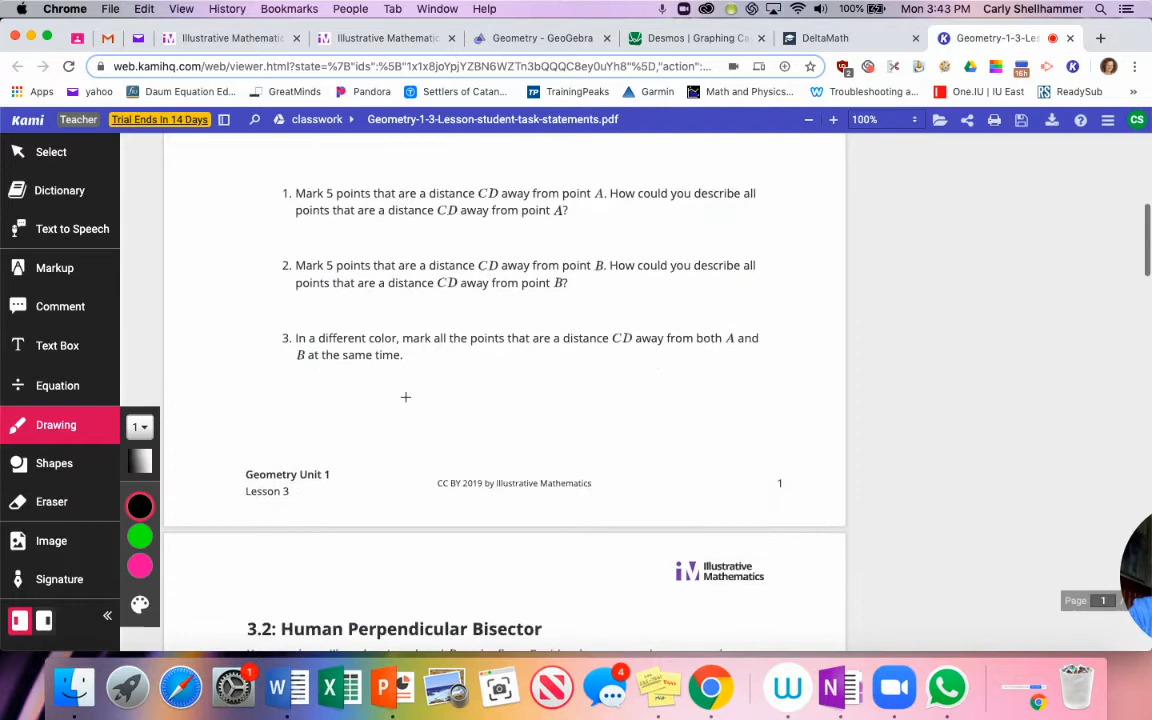 Chrome File Edit View History Bookmarks People Tab Window Help 100% Mon 3:43 PM Carly Shellhammer
Illustrative Mathematic Illustrative Mathematic Geometry - GeoGebra Desmos | Graphing Ca DeltaMath Geometry-1-3-Les
web.kamihq.com/web/viewer.html?state=%7B"ids":%5B"1x1x8joYpjYZBN6WZTn3bQQQC8ey0uYh8"%5D,"action":... 2 16h
Apps yahoo Daum Equation Ed... GreatMinds Pandora Settlers of Catan... TrainingPeaks Garmin Math and Physics,... Troubleshooting a... One.IU | IU East ReadySub
Kami Teacher Trial Ends In 14 Days classwork Geometry-1-3-Lesson-student-task-statements.pdf 100% CS
Select
Dictionary
Text to Speech
Markup
Comment
Text Box
Equation
Drawing
1
Shapes
Eraser
Image
Signature
1. Mark 5 points that are a distance CD away from point A. How could you describe all
points that are a distance CD away from point A?
2. Mark 5 points that are a distance CD away from point B. How could you describe all
points that are a distance CD away from point B?
3. In a different color, mark all the points that are a distance CD away from both A and
B at the same time.
Geometry Unit 1
Lesson 3
CC BY 2019 by Illustrative Mathematics
1
Illustrative
Mathematics
Page 1
3.2: Human Perpendicular Bisector
1 4